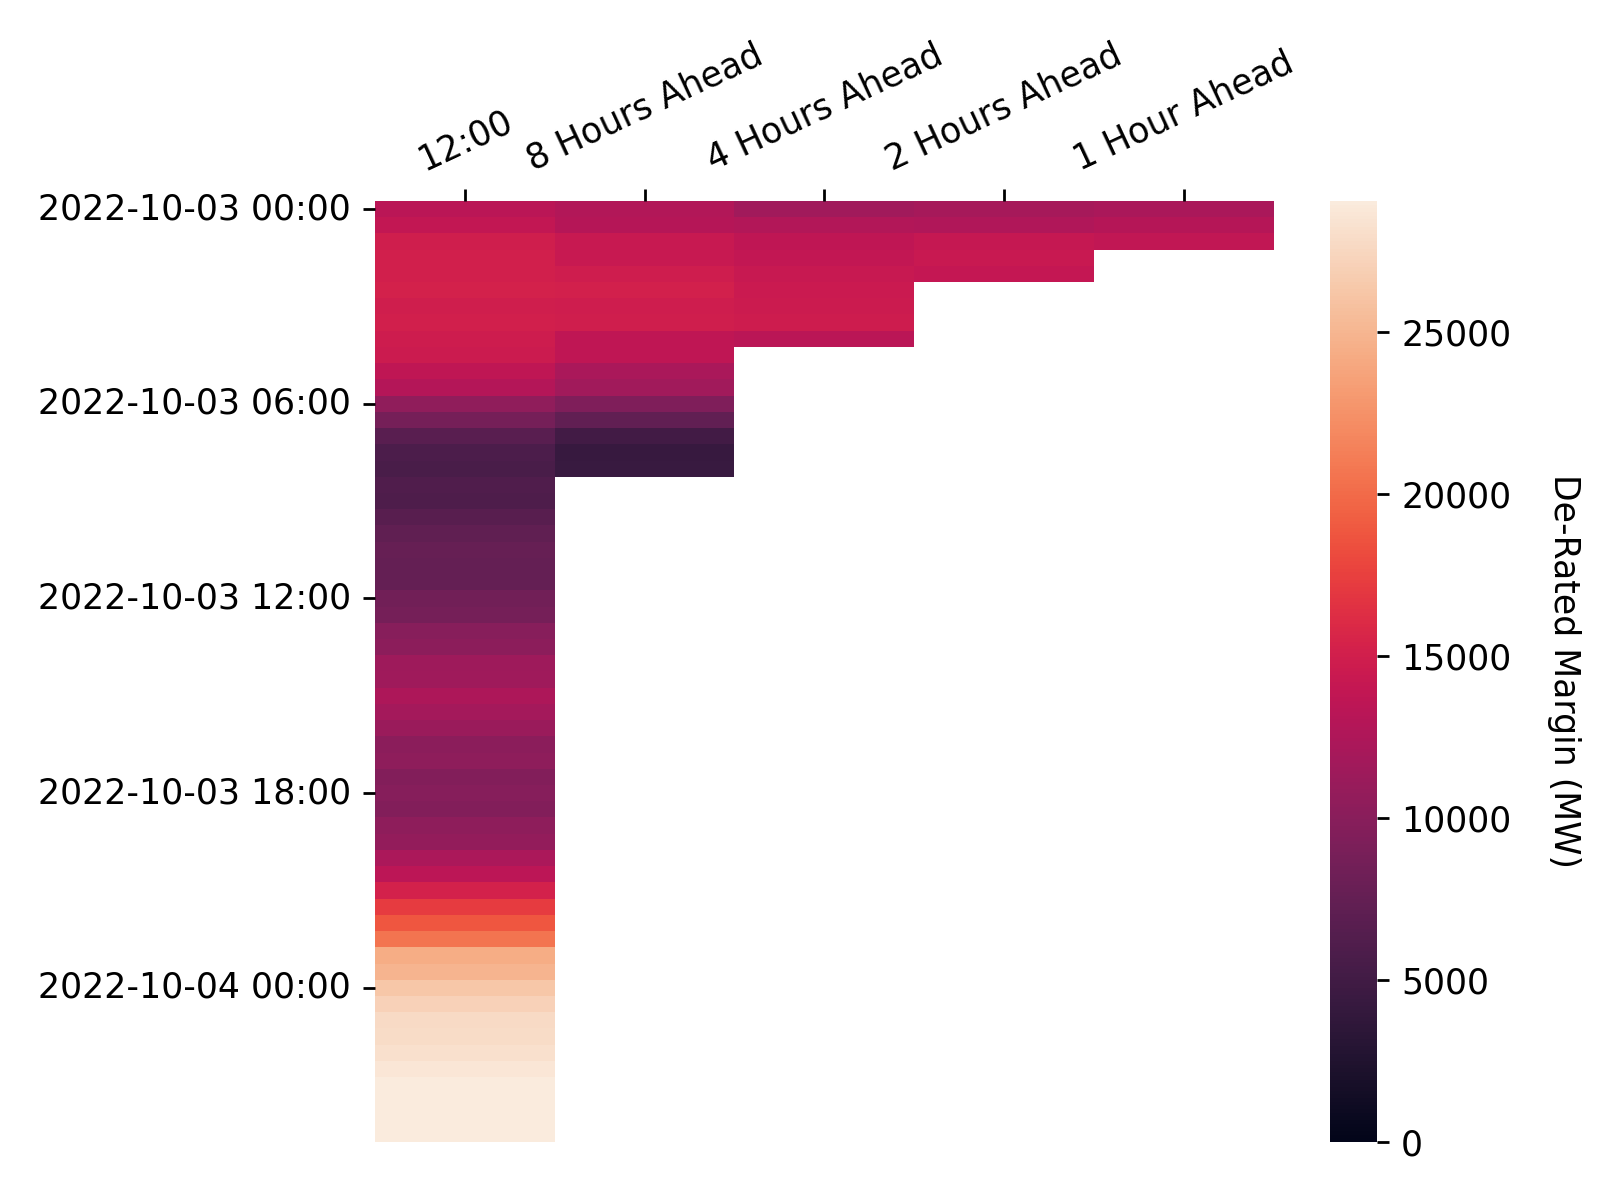 12:00
8 Hours Ahead
4 Hours Ahead
2 Hours Ahead
1 Hour Ahead
2022-10-03 00:00
2022-10-03 06:00
2022-10-03 12:00
2022-10-03 18:00
2022-10-04 00:00
25000
20000
15000
10000
5000
0
De-Rated Margin (MW)